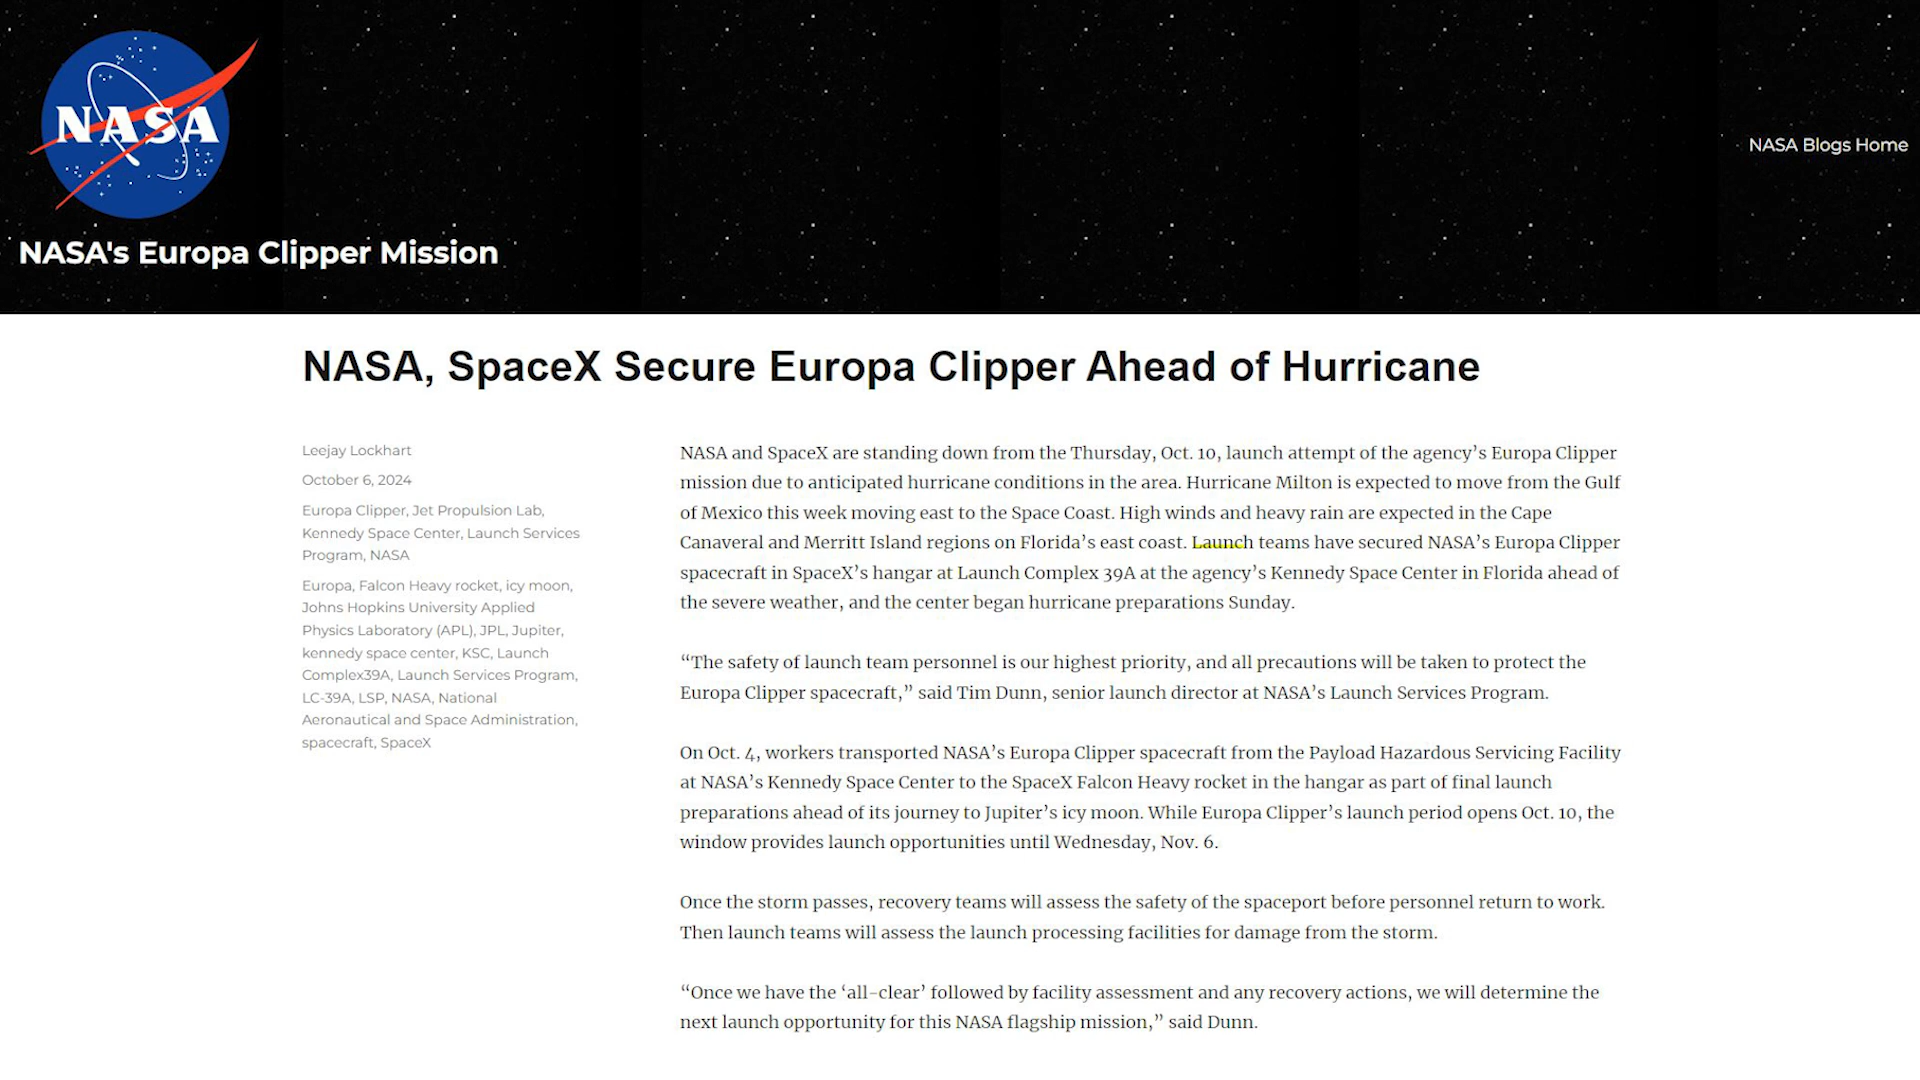 NASA
NASA Blogs Home
NASA's Europa Clipper Mission
NASA, SpaceX Secure Europa Clipper Ahead of Hurricane
Leejay Lockhart
October 6, 2024
Europa Clipper, Jet Propulsion Lab,
Kennedy Space Center, Launch Services
Program, NASA
Europa, Falcon Heavy rocket, icy moon,
Johns Hopkins University Applied
Physics Laboratory (APL), JPL, Jupiter,
kennedy space center, KSC, Launch
Complex39A, Launch Services Program,
LC-39A, LSP, NASA, National
Aeronautical and Space Administration,
spacecraft, SpaceX
NASA and SpaceX are standing down from the Thursday, Oct. 10, launch attempt of the agency’s Europa Clipper
mission due to anticipated hurricane conditions in the area. Hurricane Milton is expected to move from the Gulf
of Mexico this week moving east to the Space Coast. High winds and heavy rain are expected in the Cape
Canaveral and Merritt Island regions on Florida’s east coast. Launch teams have secured NASA’s Europa Clipper
spacecraft in SpaceX’s hangar at Launch Complex 39A at the agency’s Kennedy Space Center in Florida ahead of
the severe weather, and the center began hurricane preparations Sunday.
“The safety of launch team personnel is our highest priority, and all precautions will be taken to protect the
Europa Clipper spacecraft,” said Tim Dunn, senior launch director at NASA’s Launch Services Program.
On Oct. 4, workers transported NASA’s Europa Clipper spacecraft from the Payload Hazardous Servicing Facility
at NASA’s Kennedy Space Center to the SpaceX Falcon Heavy rocket in the hangar as part of final launch
preparations ahead of its journey to Jupiter’s icy moon. While Europa Clipper’s launch period opens Oct. 10, the
window provides launch opportunities until Wednesday, Nov. 6.
Once the storm passes, recovery teams will assess the safety of the spaceport before personnel return to work.
Then launch teams will assess the launch processing facilities for damage from the storm.
“Once we have the ‘all-clear’ followed by facility assessment and any recovery actions, we will determine the
next launch opportunity for this NASA flagship mission,” said Dunn.